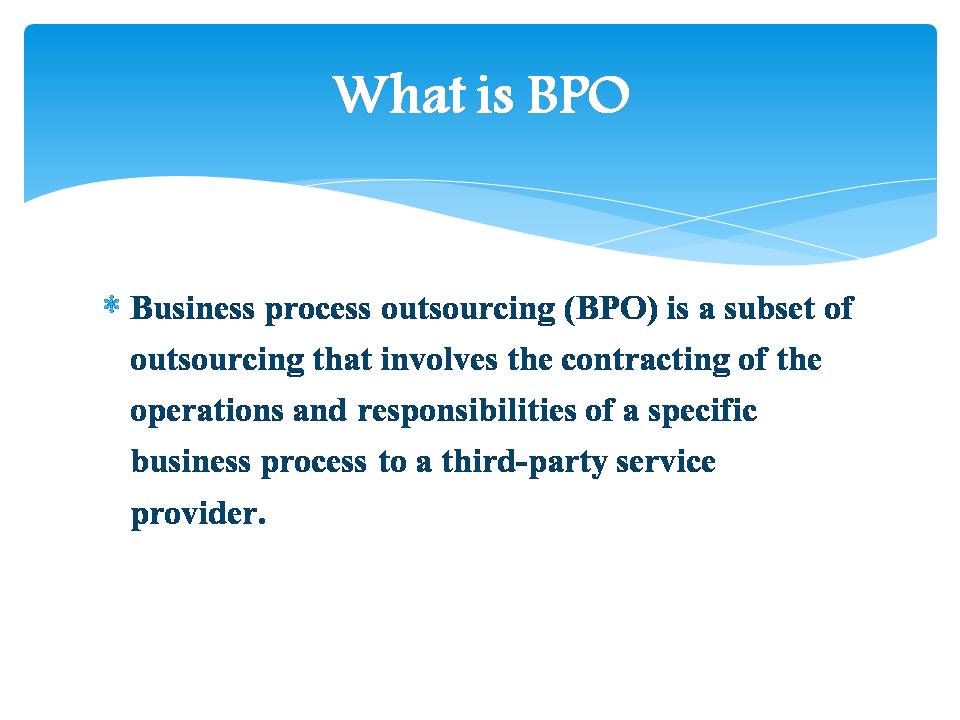 What is BPO
* Business process outsourcing (BPO) is a subset of
outsourcing that involves the contracting of the
operations and responsibilities of a specific
business process to a third-party service
provider.